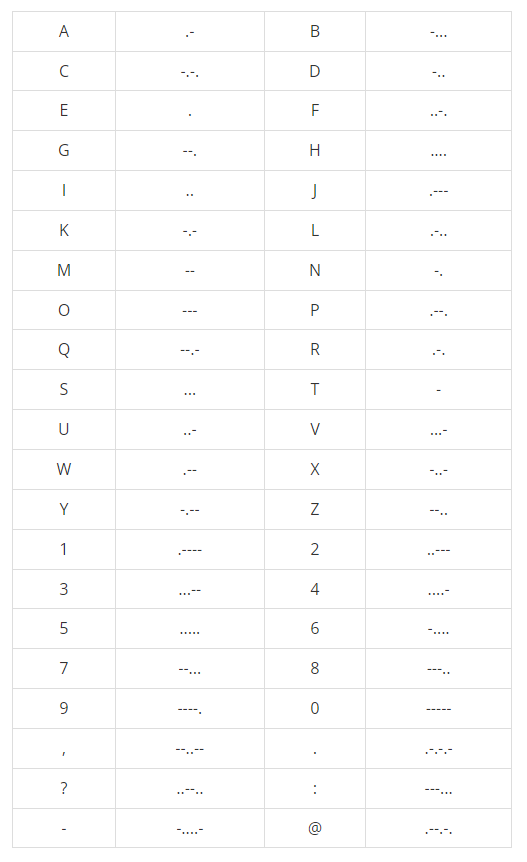 A .- B -...
C -.-. D -..
E . F ..-.
G --. H ....
I .. J .---
K -.- L .-..
M -- N -.
O --- P .--.
Q --.- R .-.
S ... T -
U ..- V ...-
W .-- X -..-
Y -.-- Z --..
1 .---- 2 ..---
3 ...-- 4 ....-
5 ..... 6 -....
7 --... 8 ---..
9 ----. 0 -----
, --..-- . .-.-.-
? ..--.. : ---...
- -....- @ .--.-.